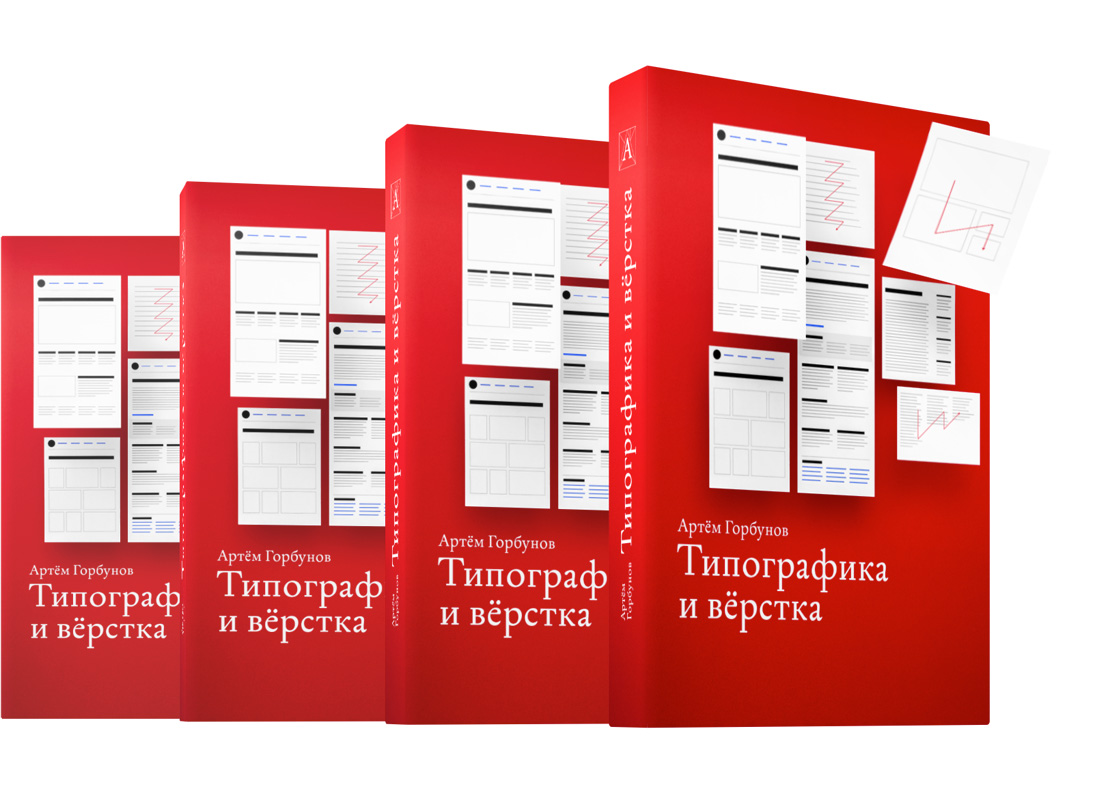 Артём Горбунов
Типограф
и вёрстка
Артём Горбунов
Типограф
и вёрстка
А
Типографика и вёрстка
Артём
Горбунов
Артём Горбунов
Типограф
и вёрстка
А
Типографика и вёрстка
Артём
Горбунов
Артём Горбунов
Типографика
и вёрстка